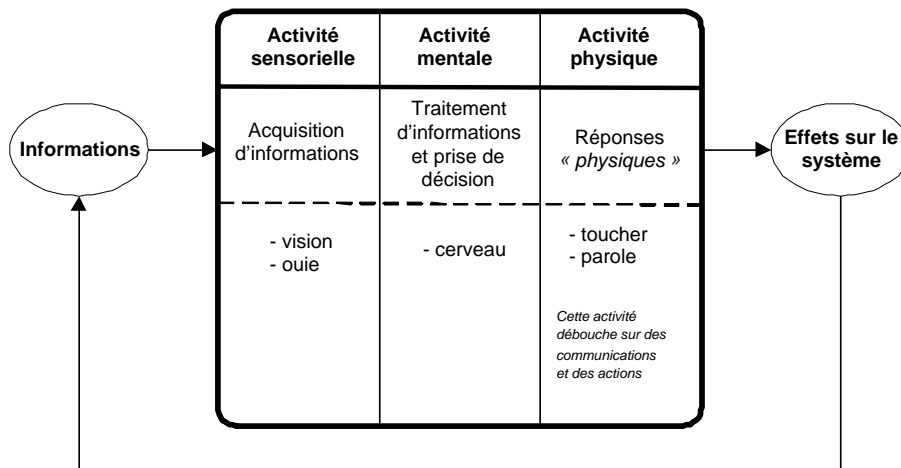 Activité
sensorielle
Activité
mentale
Activité
physique
Informations
Acquisition
d’informations
Traitement
d’informations
et prise de
décision
Réponses
« physiques »
Effets sur le
système
- vision
- ouie
- cerveau
- toucher
- parole
Cette activité
débouche sur des
communications
et des actions